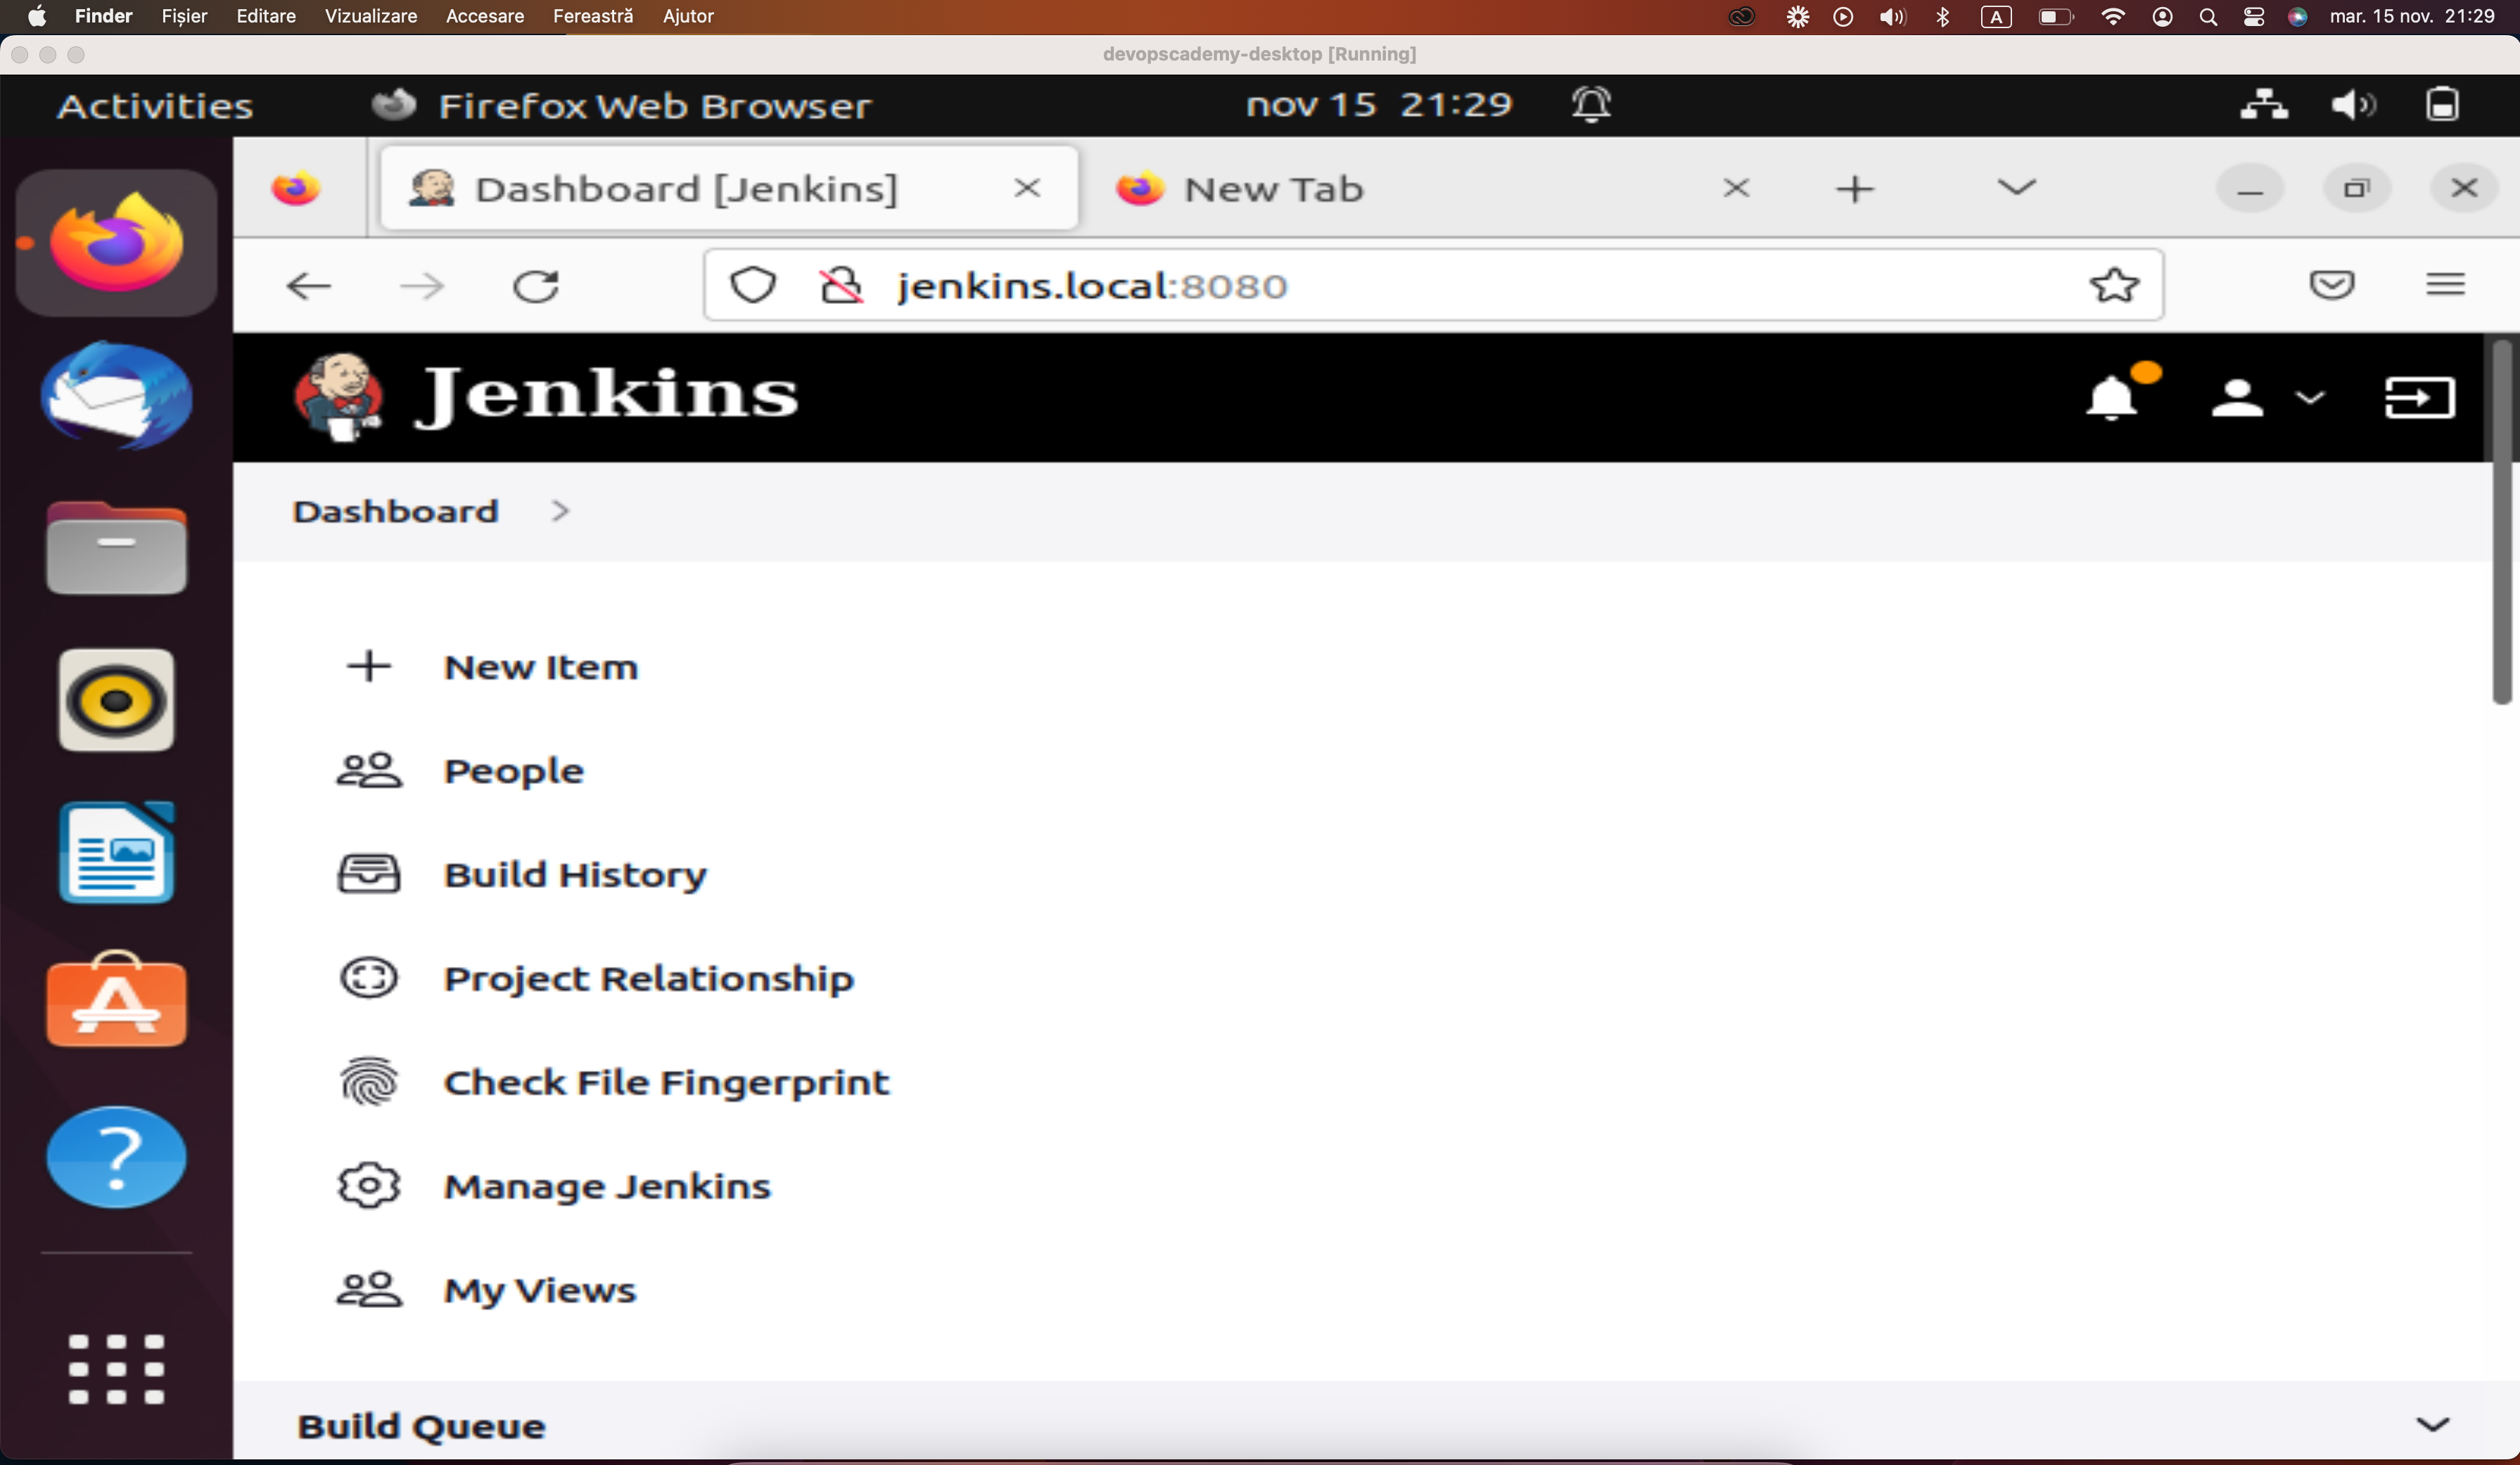 Finder Fișier Editare Vizualizare Accesare Fereastră Ajutor A mar. 15 nov. 21:29
devopscademy-desktop [Running]
Activities Firefox Web Browser nov 15 21:29
Dashboard [Jenkins] New Tab
jenkins.local:8080
Jenkins
Dashboard
New Item
People
Build History
Project Relationship
Check File Fingerprint
Manage Jenkins
My Views
Build Queue